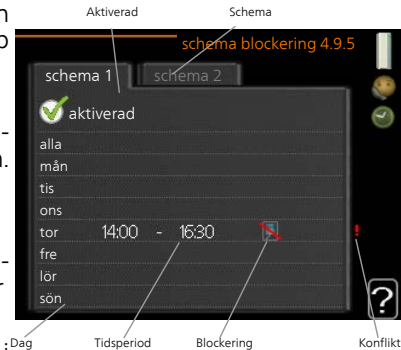 Aktiverad Schema
schema blockering 4.9.5
schema 1 schema 2
aktiverad
alla
mån
tis
ons
tor 14:00 - 16:30
fre
lör
sön
?
Dag Tidsperiod Blockering Konflikt